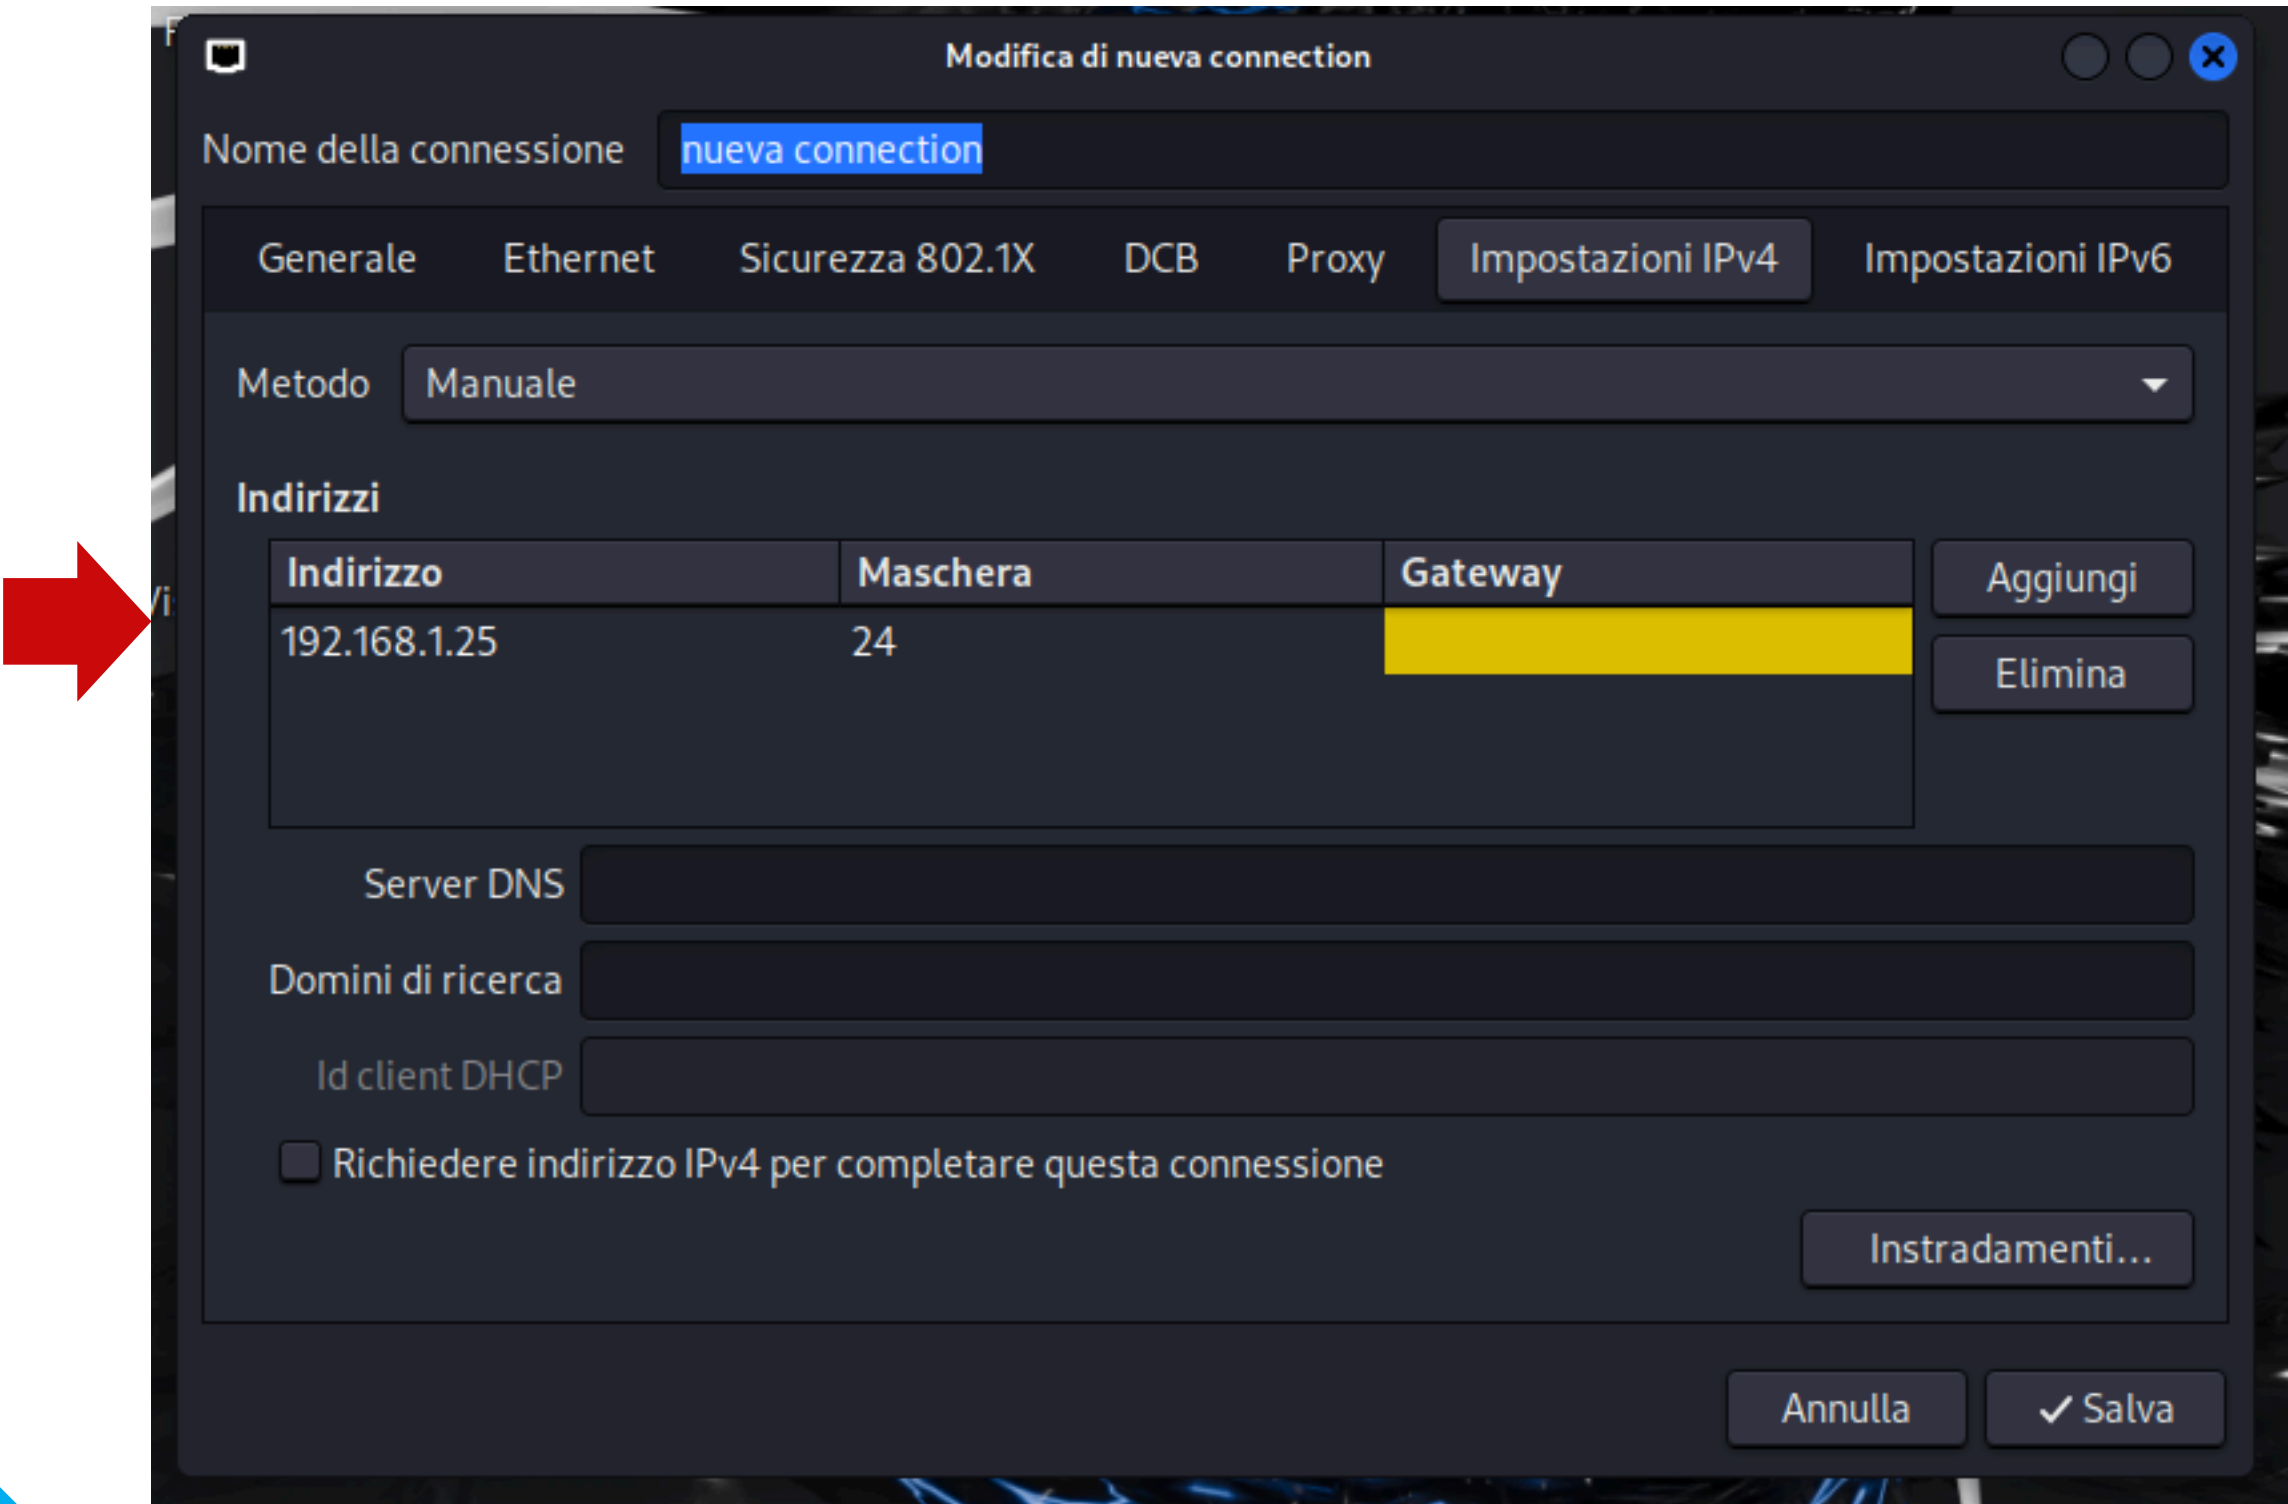 Modifica di nueva connection
Nome della connessione nueva connection
Generale Ethernet Sicurezza 802.1X DCB Proxy Impostazioni IPv4 Impostazioni IPv6
Metodo Manuale
Indirizzi
Indirizzo Maschera Gateway Aggiungi
192.168.1.25 24
Elimina
Server DNS
Domini di ricerca
Id client DHCP
Richiedere indirizzo IPv4 per completare questa connessione
Instradamenti...
Annulla Salva